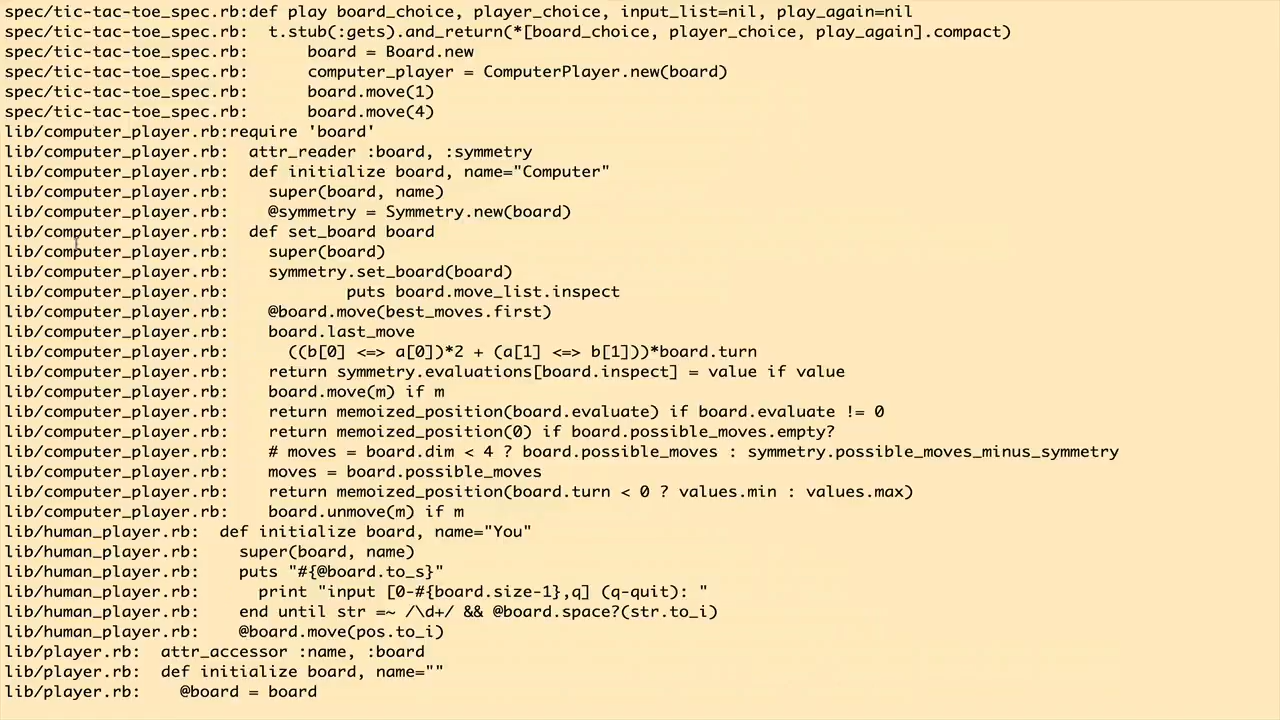 spec/tic-tac-toe_spec.rb:def play board_choice, player_choice, input_list=nil, play_again=nil
spec/tic-tac-toe_spec.rb:  t.stub(:gets).and_return(*[board_choice, player_choice, play_again].compact)
spec/tic-tac-toe_spec.rb:      board = Board.new
spec/tic-tac-toe_spec.rb:      computer_player = ComputerPlayer.new(board)
spec/tic-tac-toe_spec.rb:      board.move(1)
spec/tic-tac-toe_spec.rb:      board.move(4)
lib/computer_player.rb:require 'board'
lib/computer_player.rb:  attr_reader :board, :symmetry
lib/computer_player.rb:  def initialize board, name="Computer"
lib/computer_player.rb:    super(board, name)
lib/computer_player.rb:    @symmetry = Symmetry.new(board)
lib/computer_player.rb:  def set_board board
lib/computer_player.rb:    super(board)
lib/computer_player.rb:    symmetry.set_board(board)
lib/computer_player.rb:            puts board.move_list.inspect
lib/computer_player.rb:    @board.move(best_moves.first)
lib/computer_player.rb:    board.last_move
lib/computer_player.rb:      ((b[0] <=> a[0])*2 + (a[1] <=> b[1]))*board.turn
lib/computer_player.rb:    return symmetry.evaluations[board.inspect] = value if value
lib/computer_player.rb:    board.move(m) if m
lib/computer_player.rb:    return memoized_position(board.evaluate) if board.evaluate != 0
lib/computer_player.rb:    return memoized_position(0) if board.possible_moves.empty?
lib/computer_player.rb:    # moves = board.dim < 4 ? board.possible_moves : symmetry.possible_moves_minus_symmetry
lib/computer_player.rb:    moves = board.possible_moves
lib/computer_player.rb:    return memoized_position(board.turn < 0 ? values.min : values.max)
lib/computer_player.rb:    board.unmove(m) if m
lib/human_player.rb:  def initialize board, name="You"
lib/human_player.rb:    super(board, name)
lib/human_player.rb:    puts "#{@board.to_s}"
lib/human_player.rb:      print "input [0-#{board.size-1},q] (q-quit): "
lib/human_player.rb:    end until str =~ /\d+/ && @board.space?(str.to_i)
lib/human_player.rb:    @board.move(pos.to_i)
lib/player.rb:  attr_accessor :name, :board
lib/player.rb:  def initialize board, name=""
lib/player.rb:    @board = board